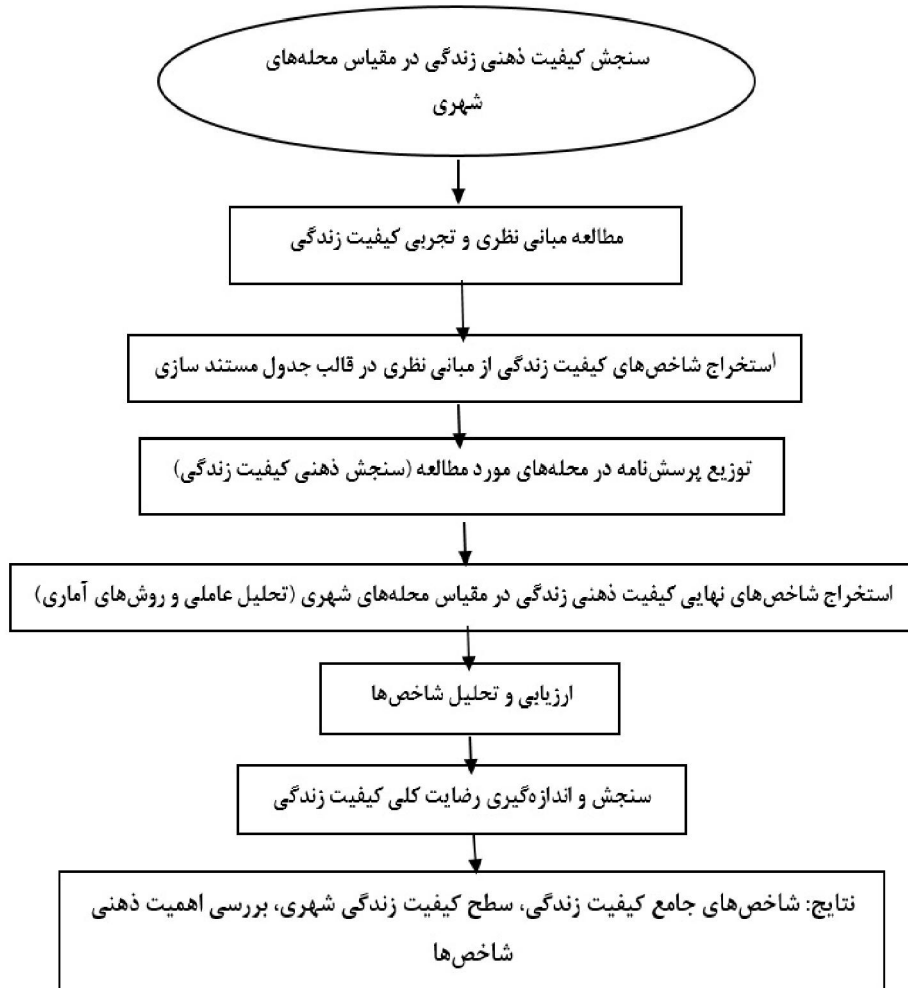 سنجش کیفیت ذهنی زندگی در مقیاس محله‌های
شهری
مطالعه مبانی نظری و تجربی کیفیت زندگی
استخراج شاخص‌های کیفیت زندگی از مبانی نظری در قالب جدول مستند سازی
توزیع پرسش‌نامه در محله‌های مورد مطالعه (سنجش ذهنی کیفیت زندگی)
استخراج شاخص‌های نهایی کیفیت ذهنی زندگی در مقیاس محله‌های شهری (تحلیل عاملی و روش‌های آماری)
ارزیابی و تحلیل شاخص‌ها
سنجش و اندازه‌گیری رضایت کلی کیفیت زندگی
نتایج: شاخص‌های جامع کیفیت زندگی، سطح کیفیت زندگی شهری، بررسی اهمیت ذهنی
شاخص‌ها